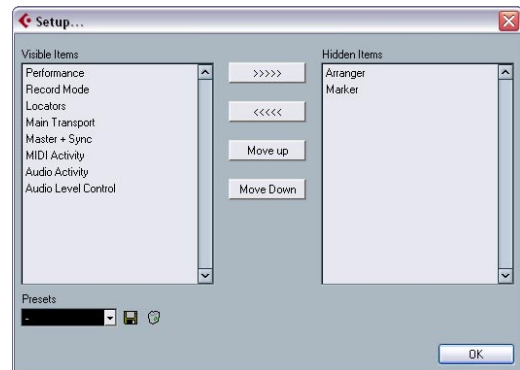 Setup...
Visible Items
Performance
Record Mode
Locators
Main Transport
Master + Sync
MIDI Activity
Audio Activity
Audio Level Control
>>>>>
<<<<<
Move up
Move Down
Hidden Items
Arranger
Marker
Presets
-
OK